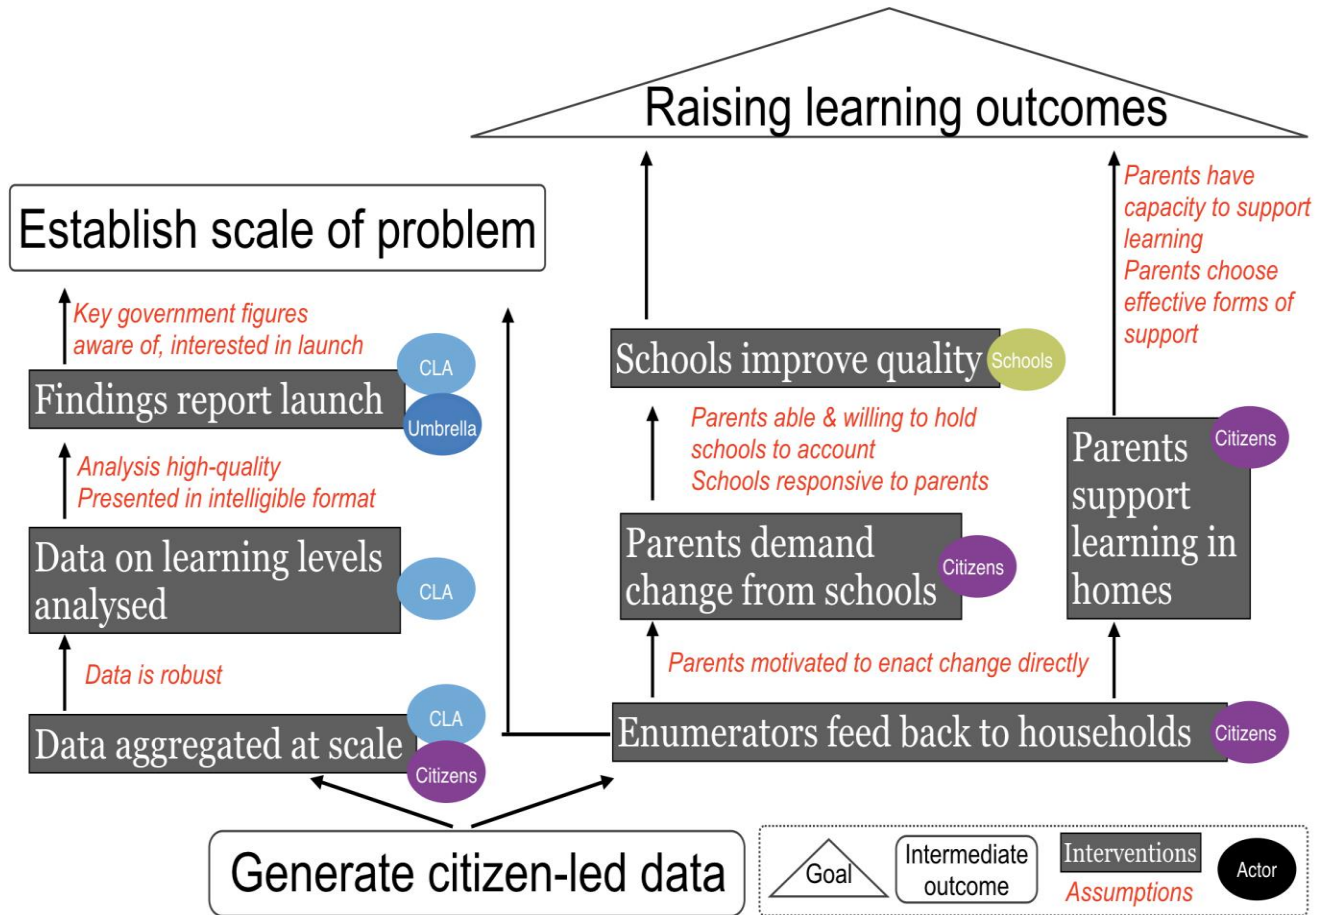 Raising learning outcomes
Establish scale of problem
Key government figures
aware of, interested in launch
Findings report launch
CLA
Umbrella
Analysis high-quality
Presented in intelligible format
Data on learning levels
analysed
CLA
Data is robust
Data aggregated at scale
CLA
Citizens
Parents have
capacity to support
learning
Parents choose
effective forms of
support
Schools improve quality
Schools
Parents able & willing to hold
schools to account
Schools responsive to parents
Parents demand
change from schools
Citizens
Parents
support
learning in
homes
Citizens
Parents motivated to enact change directly
Enumerators feed back to households
Citizens
Generate citizen-led data
Goal
Intermediate
outcome
Interventions
Assumptions
Actor